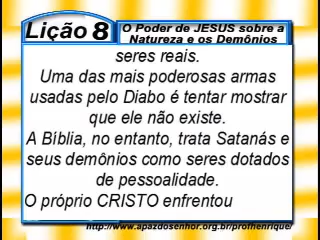 Lição 8
O Poder de JESUS sobre a
Natureza e os Demônios
seres reais.
Uma das mais poderosas armas
usadas pelo Diabo é tentar mostrar
que ele não existe.
A Bíblia, no entanto, trata Satanás e
seus demônios como seres dotados
de pessoalidade.
O próprio CRISTO enfrentou
http://www.apazdosenhor.org.br/profhenrique/